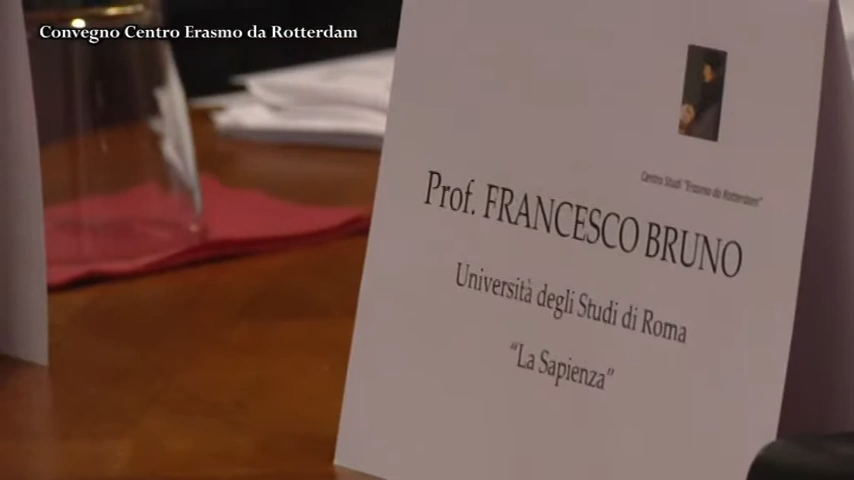 Convegno Centro Erasmo da Rotterdam
Centro Studi "Erasmo da Rotterdam"
Prof. FRANCESCO BRUNO
Università degli Studi di Roma
“La Sapienza”